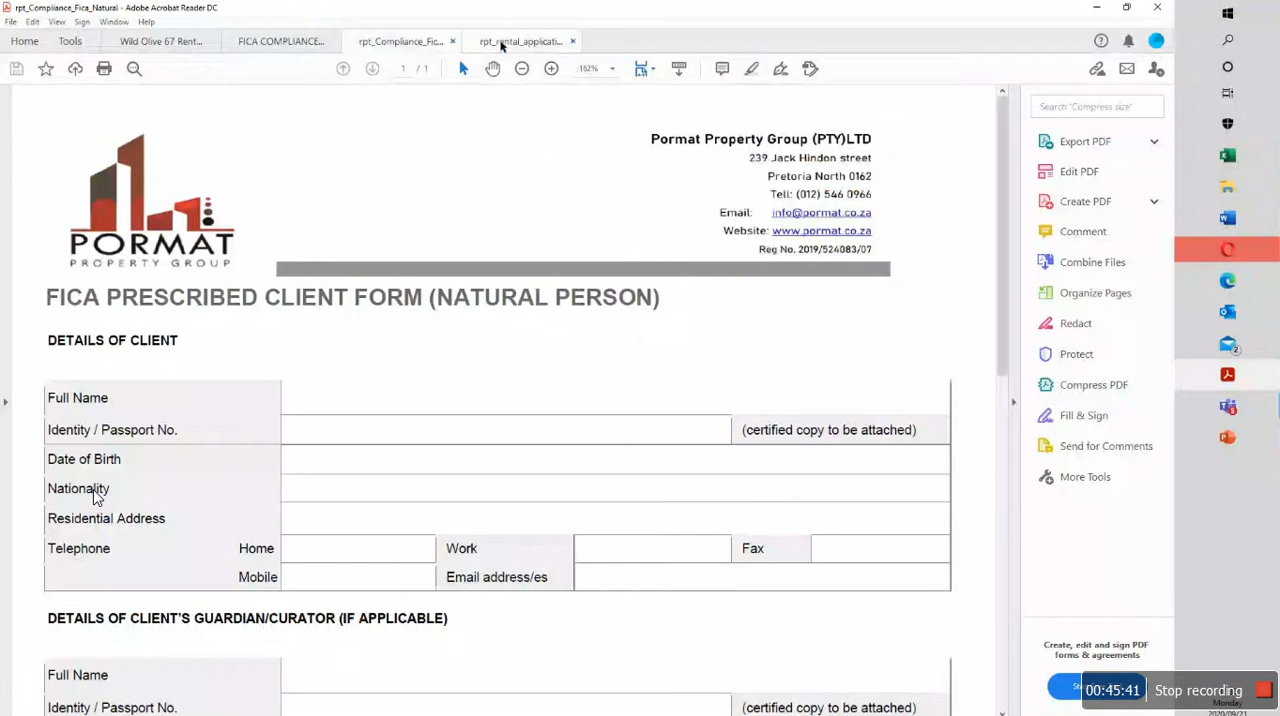 rpt_Compliance_Fica_Natural - Adobe Acrobat Reader DC
File Edit View Sign Window Help
Home Tools Wild Olive 67 Rent... FICA COMPLIANCE... rpt_Compliance_Fic... × rpt_rental_applicati... ×
1 / 1 162%
Search 'Compress size'
Export PDF
Edit PDF
Create PDF
Comment
Combine Files
Organize Pages
Redact
Protect
Compress PDF
Fill & Sign
Send for Comments
More Tools
Create, edit and sign PDF
forms & agreements
PORMAT
PROPERTY GROUP
Pormat Property Group (PTY)LTD
239 Jack Hindon street
Pretoria North 0162
Tell: (012) 546 0966
Email: info@pormat.co.za
Website: www.pormat.co.za
Reg No. 2019/524083/07
FICA PRESCRIBED CLIENT FORM (NATURAL PERSON)
DETAILS OF CLIENT
Full Name
Identity / Passport No. (certified copy to be attached)
Date of Birth
Nationality
Residential Address
Telephone Home Work Fax
Mobile Email address/es
DETAILS OF CLIENT'S GUARDIAN/CURATOR (IF APPLICABLE)
Full Name
Identity / Passport No. (certified copy to be attached)
00:45:41 Stop recording
Monday
2020/09/21